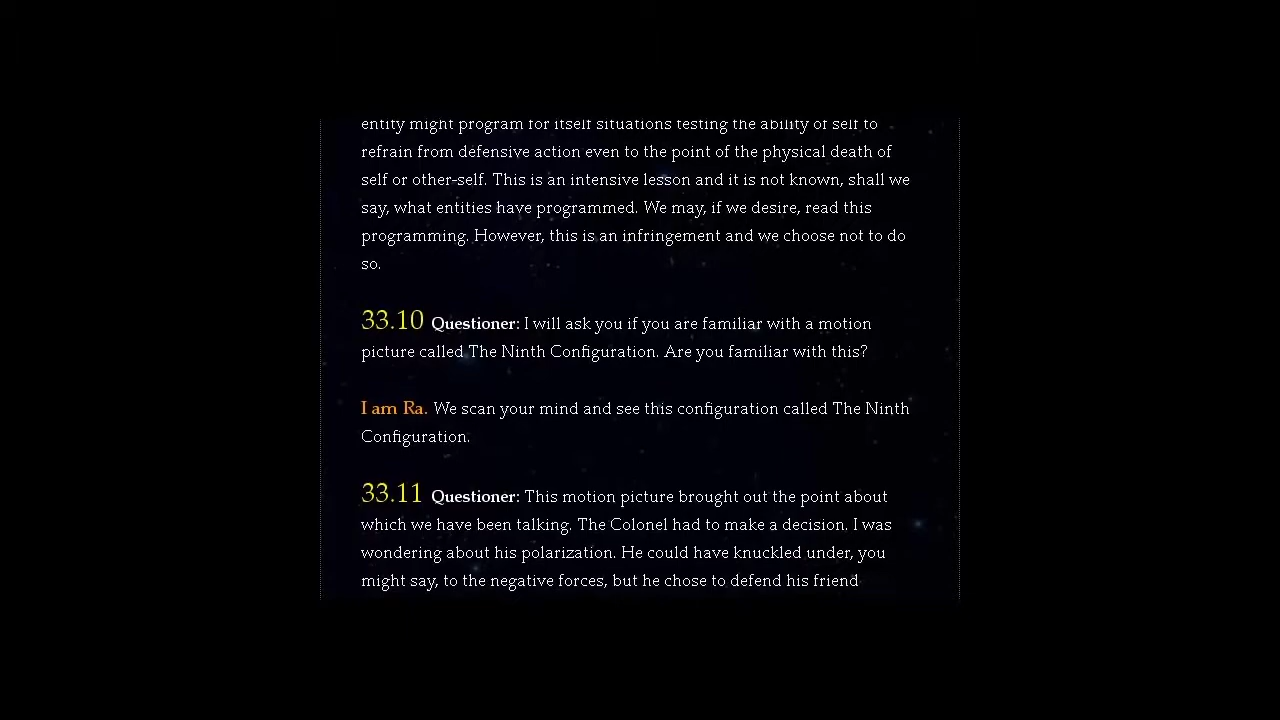 entity might program for itself situations testing the ability of self to
refrain from defensive action even to the point of the physical death of
self or other-self. This is an intensive lesson and it is not known, shall we
say, what entities have programmed. We may, if we desire, read this
programming. However, this is an infringement and we choose not to do
so.
33.10 Questioner: I will ask you if you are familiar with a motion
picture called The Ninth Configuration. Are you familiar with this?
I am Ra. We scan your mind and see this configuration called The Ninth
Configuration.
33.11 Questioner: This motion picture brought out the point about
which we have been talking. The Colonel had to make a decision. I was
wondering about his polarization. He could have knuckled under, you
might say, to the negative forces, but he chose to defend his friend